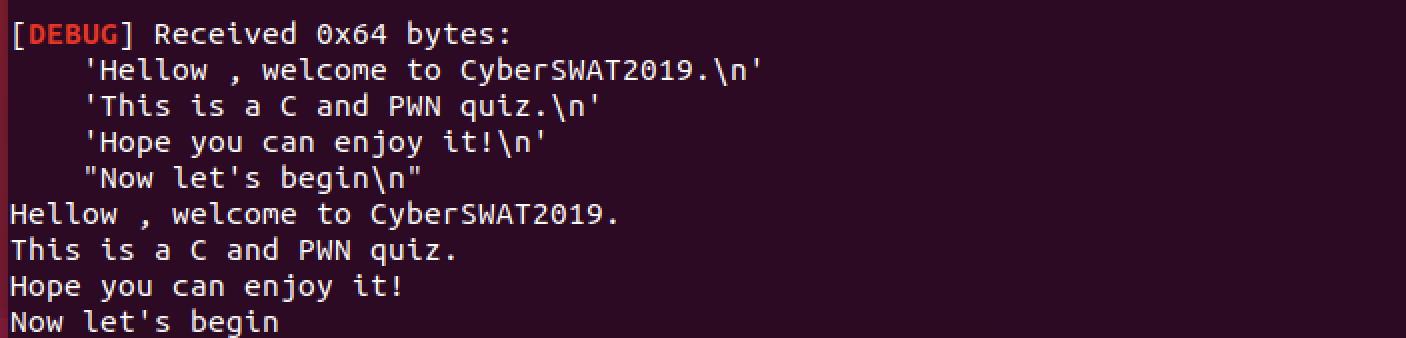 [DEBUG] Received 0x64 bytes:
    'Hellow , welcome to CyberSWAT2019.\n'
    'This is a C and PWN quiz.\n'
    'Hope you can enjoy it!\n'
    "Now let's begin\n"
Hellow , welcome to CyberSWAT2019.
This is a C and PWN quiz.
Hope you can enjoy it!
Now let's begin